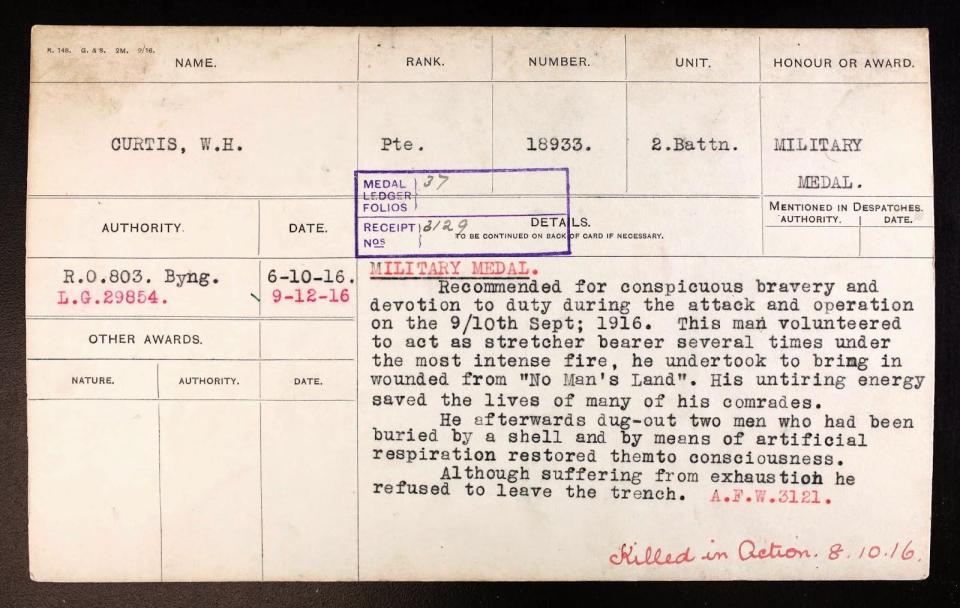 R. 148. G. & S. 2M. 9/16.
NAME.
RANK.
NUMBER.
UNIT.
HONOUR OR AWARD.
CURTIS, W.H.
Pte.
18933.
2.Battn.
MILITARY
MEDAL.
MEDAL LEDGER FOLIOS } 37
RECEIPT Nos } 3129
AUTHORITY.
DATE.
DETAILS.
TO BE CONTINUED ON BACK OF CARD IF NECESSARY.
MENTIONED IN DESPATCHES.
AUTHORITY.
DATE.
R.O.803. Byng.
6-10-16.
L.G.29854.
9-12-16
OTHER AWARDS.
NATURE.
AUTHORITY.
DATE.
MILITARY MEDAL.
Recommended for conspicuous bravery and
devotion to duty during the attack and operation
on the 9/10th Sept; 1916. This man volunteered
to act as stretcher bearer several times under
the most intense fire, he undertook to bring in
wounded from "No Man's Land". His untiring energy
saved the lives of many of his comrades.
He afterwards dug-out two men who had been
buried by a shell and by means of artificial
respiration restored themto consciousness.
Although suffering from exhaustion he
refused to leave the trench. A.F.W.3121.
Killed in Action. 8.10.16.